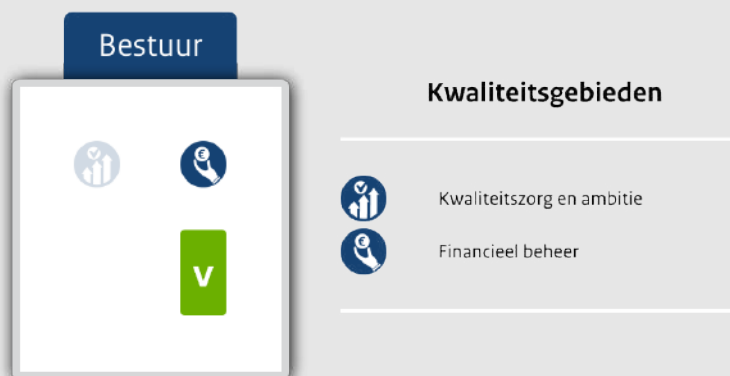 Bestuur
V
Kwaliteitsgebieden
Kwaliteitszorg en ambitie
Financieel beheer